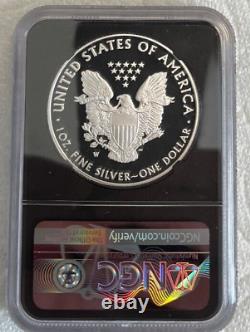 UNITED STATES OF AMERICA
W
1 OZ. FINE SILVER~ONE DOLLAR
NGCcoin.com/verify
NGC